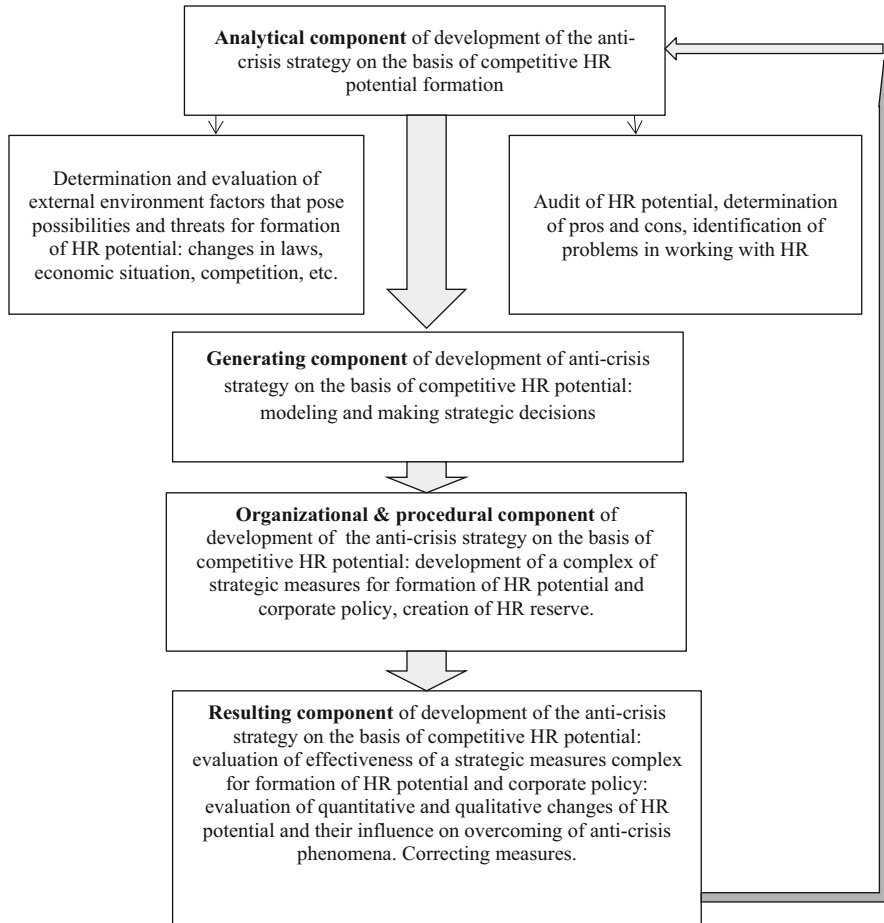 Analytical component of development of the anti-
crisis strategy on the basis of competitive HR
potential formation
Determination and evaluation of
external environment factors that pose
possibilities and threats for formation
of HR potential: changes in laws,
economic situation, competition, etc.
Audit of HR potential, determination
of pros and cons, identification of
problems in working with HR
Generating component of development of anti-crisis
strategy on the basis of competitive HR potential:
modeling and making strategic decisions
Organizational & procedural component of
development of the anti-crisis strategy on the basis of
competitive HR potential: development of a complex of
strategic measures for formation of HR potential and
corporate policy, creation of HR reserve.
Resulting component of development of the anti-crisis
strategy on the basis of competitive HR potential:
evaluation of effectiveness of a strategic measures complex
for formation of HR potential and corporate policy:
evaluation of quantitative and qualitative changes of HR
potential and their influence on overcoming of anti-crisis
phenomena. Correcting measures.